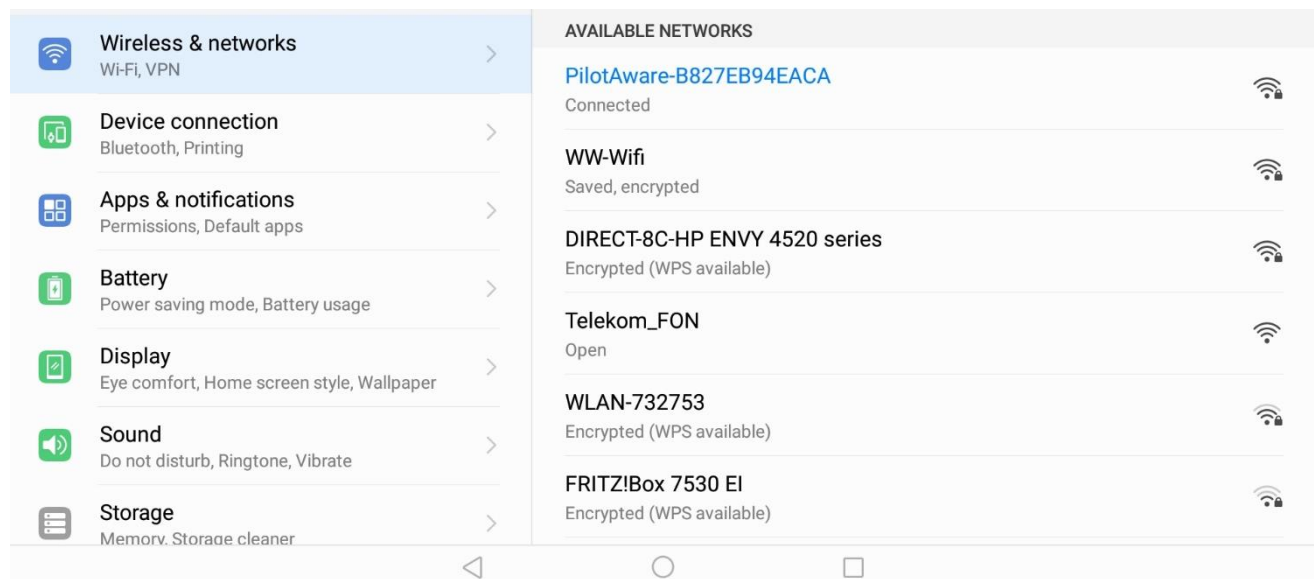 Wireless & networks
Wi-Fi, VPN
Device connection
Bluetooth, Printing
Apps & notifications
Permissions, Default apps
Battery
Power saving mode, Battery usage
Display
Eye comfort, Home screen style, Wallpaper
Sound
Do not disturb, Ringtone, Vibrate
Storage
Memory, Storage cleaner
AVAILABLE NETWORKS
PilotAware-B827EB94EACA
Connected
WW-Wifi
Saved, encrypted
DIRECT-8C-HP ENVY 4520 series
Encrypted (WPS available)
Telekom_FON
Open
WLAN-732753
Encrypted (WPS available)
FRITZ!Box 7530 EI
Encrypted (WPS available)